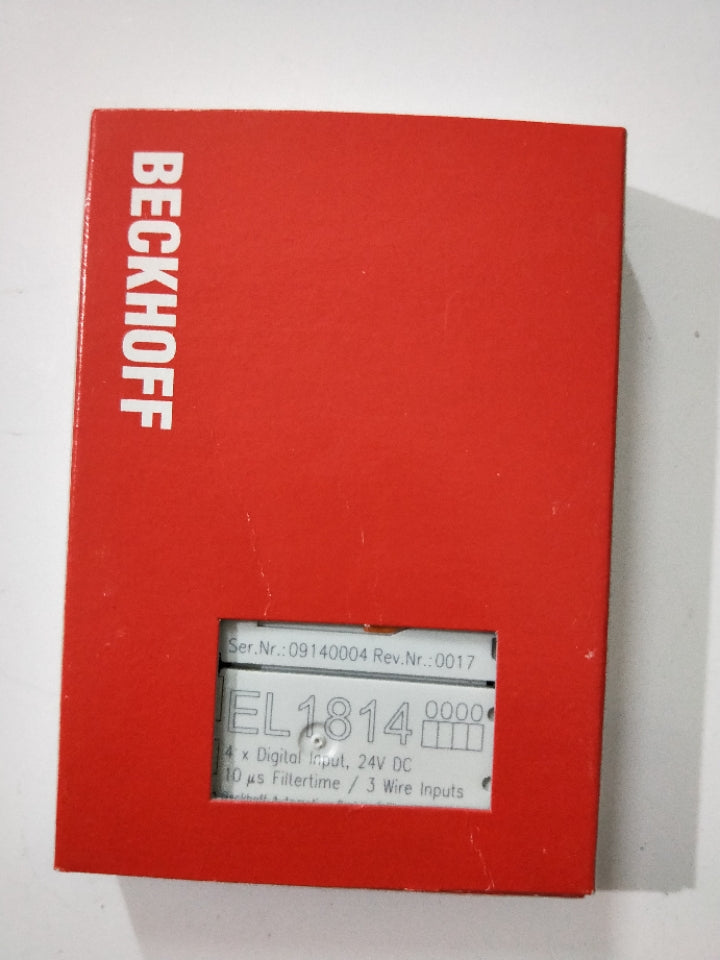 BECKHOFF
Ser.Nr.:09140004 Rev.Nr.:0017
EL1814 0000
4 x Digital Input, 24V DC
10 µs Filtertime / 3 Wire Inputs